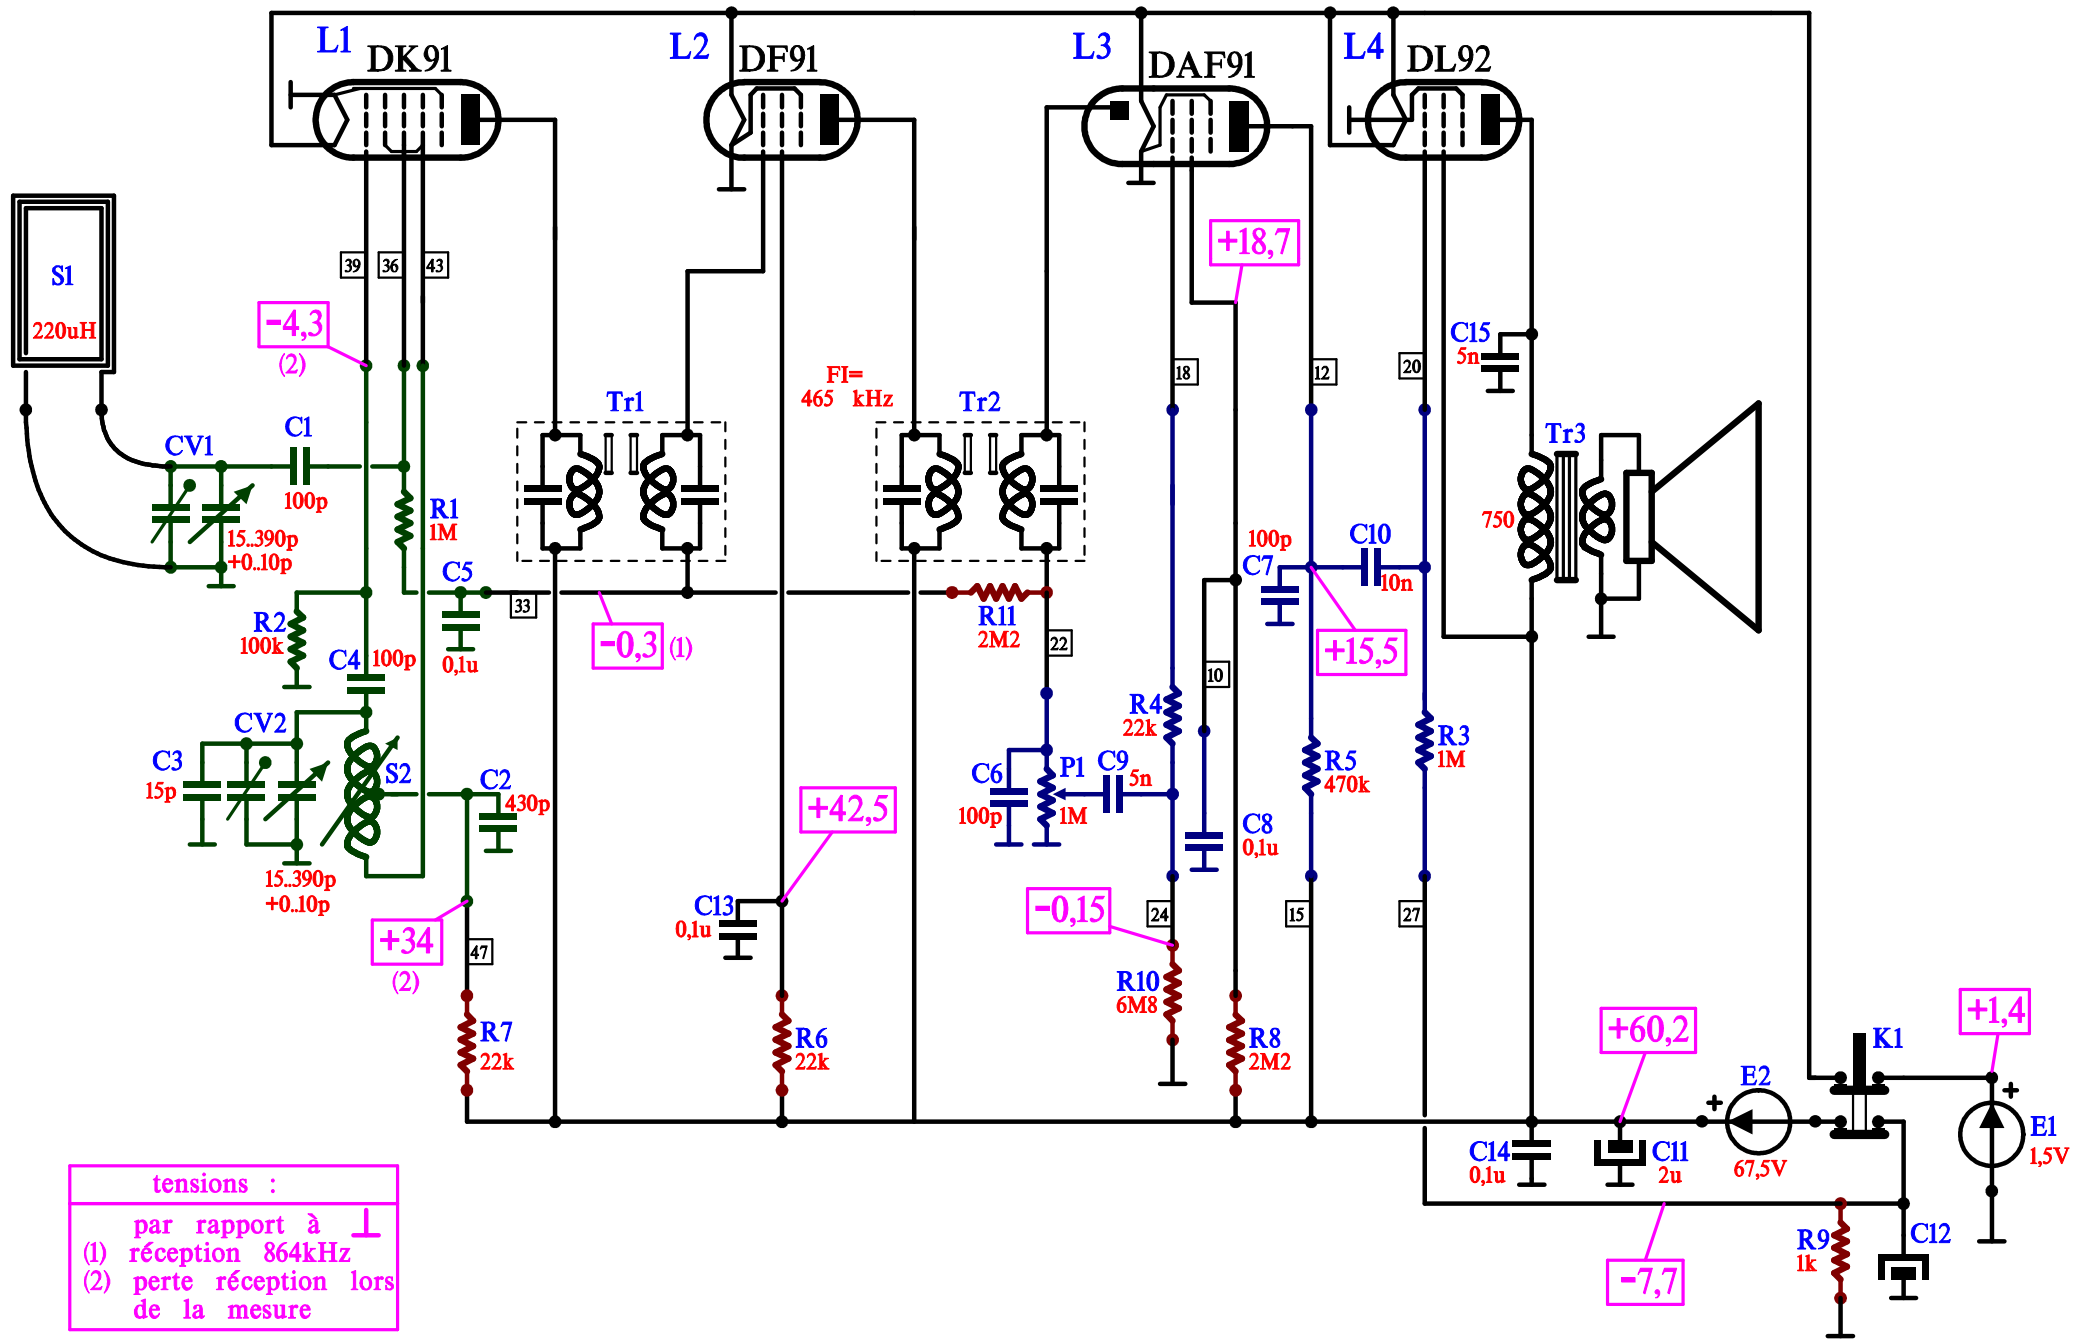 L1
DK91
L2
DF91
L3
DAF91
L4
DL92
S1
220uH
39
36
43
-4,3
(2)
+18,7
CV1
C1
100p
15..390p
+0..10p
R1
1M
Tr1
FI=
465 kHz
Tr2
18
12
20
C15
5n
Tr3
750
C5
0,1u
33
-0,3 (1)
R11
2M2
22
100p
C7
C10
10n
+15,5
R2
100k
C4
100p
CV2
C3
15p
S2
C2
430p
15..390p
+0..10p
+34
(2)
47
R7
22k
+42,5
C13
0,1u
R6
22k
C6
100p
P1
1M
C9
5n
R4
22k
10
C8
0,1u
R5
470k
R3
1M
-0,15
24
15
27
R10
6M8
R8
2M2
+60,2
+1,4
K1
E2
+
67,5V
+
E1
1,5V
C14
0,1u
C11
2u
R9
1k
C12
-7,7
tensions :
par rapport à
(1) réception 864kHz
(2) perte réception lors
de la mesure